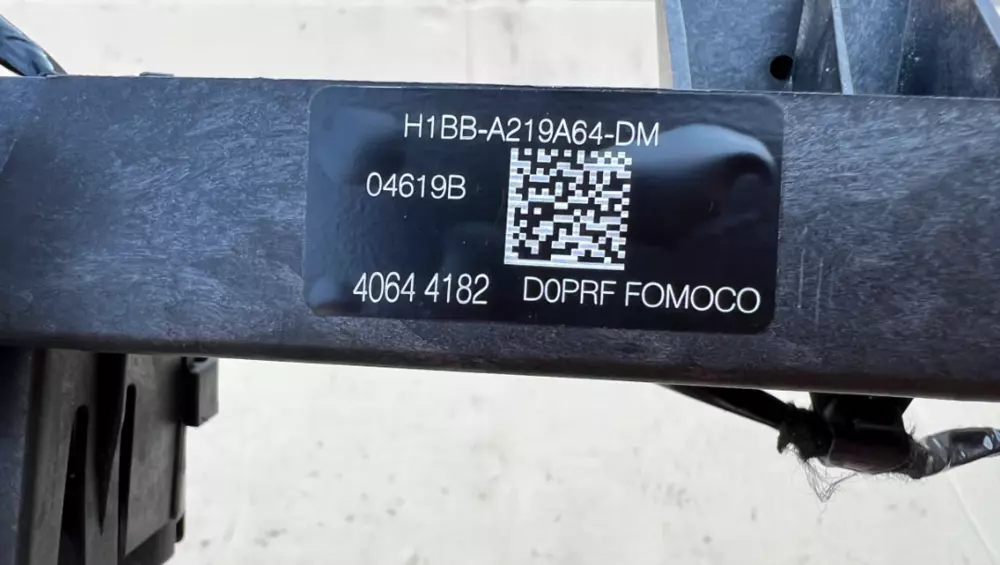 H1BB-A219A64-DM
04619B
4064 4182 D0PRF FOMOCO